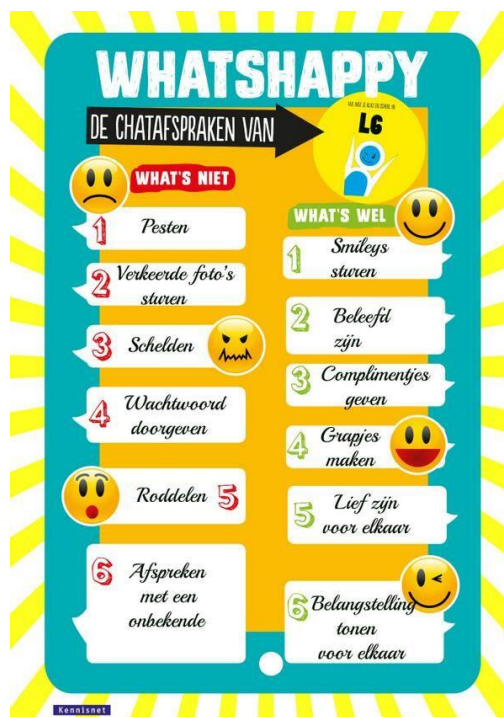 WHATSHAPPY
DE CHATAFSPRAKEN VAN
L6
WHAT'S NIET
1 Pesten
2 Verkeerde foto's
sturen
3 Schelden
4 Wachtwoord
doorgeven
Roddelen 5
6 Afspreken
met een
onbekende
WHAT'S WEL
1 Smileys
sturen
2 Beleefd
zijn
3 Complimentjes
geven
4 Grapjes
maken
5 Lief zijn
voor elkaar
6 Belangstelling
tonen
voor elkaar
Kennisnet